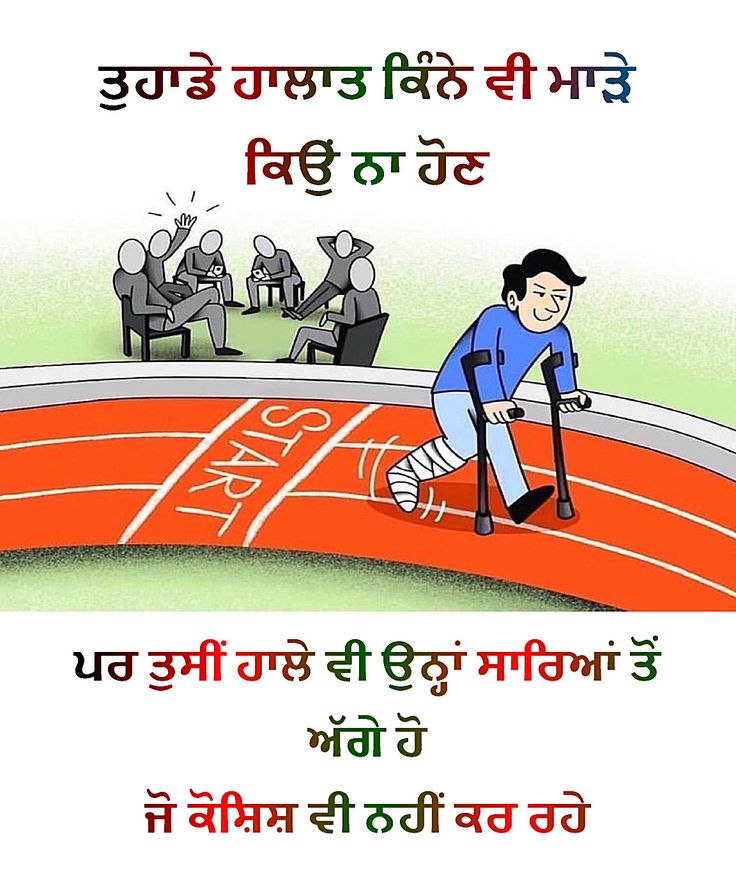 ਤੁਹਾਡੇ ਹਾਲਾਤ ਕਿੰਨੇ ਵੀ ਮਾੜੇ
ਕਿਉਂ ਨਾ ਹੋਣ
START
ਪਰ ਤੁਸੀਂ ਹਾਲੇ ਵੀ ਉਨ੍ਹਾਂ ਸਾਰਿਆਂ ਤੋਂ
ਅੱਗੇ ਹੋ
ਜੋ ਕੋਸ਼ਿਸ਼ ਵੀ ਨਹੀਂ ਕਰ ਰਹੇ